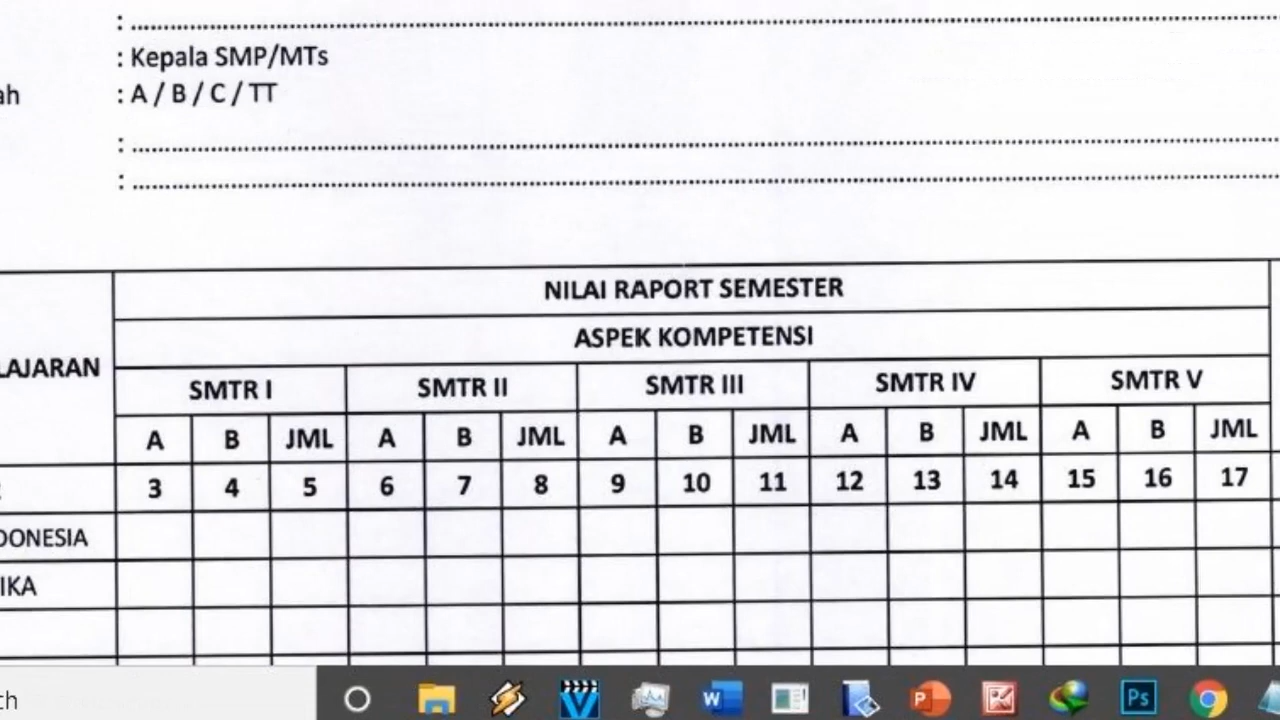 : ........................................
: Kepala SMP/MTs
ah : A / B / C / TT
: ........................................
: ........................................
NILAI RAPORT SEMESTER
ASPEK KOMPETENSI
LAJARAN
SMTR I SMTR II SMTR III SMTR IV SMTR V
A B JML A B JML A B JML A B JML A B JML
3 4 5 6 7 8 9 10 11 12 13 14 15 16 17
DONESIA
IKA
ch
W P Ps